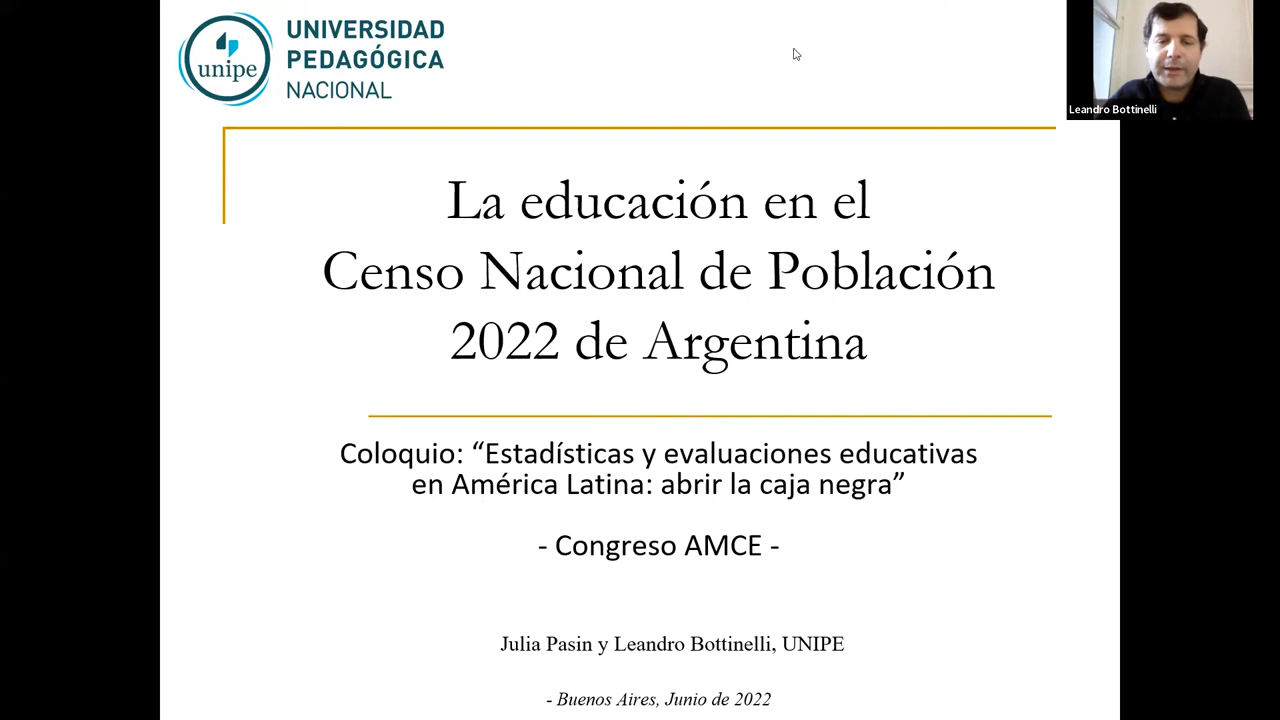 unipe
UNIVERSIDAD
PEDAGÓGICA
NACIONAL
Leandro Bottinelli
La educación en el
Censo Nacional de Población
2022 de Argentina
Coloquio: “Estadísticas y evaluaciones educativas
en América Latina: abrir la caja negra”
- Congreso AMCE -
Julia Pasin y Leandro Bottinelli, UNIPE
- Buenos Aires, Junio de 2022